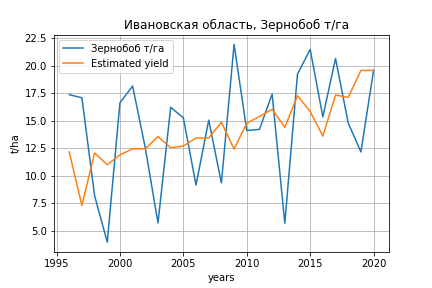 Ивановская область, Зернобоб т/га
Зернобоб т/га
Estimated yield
t/ha
22.5
20.0
17.5
15.0
12.5
10.0
7.5
5.0
1995 2000 2005 2010 2015 2020
years